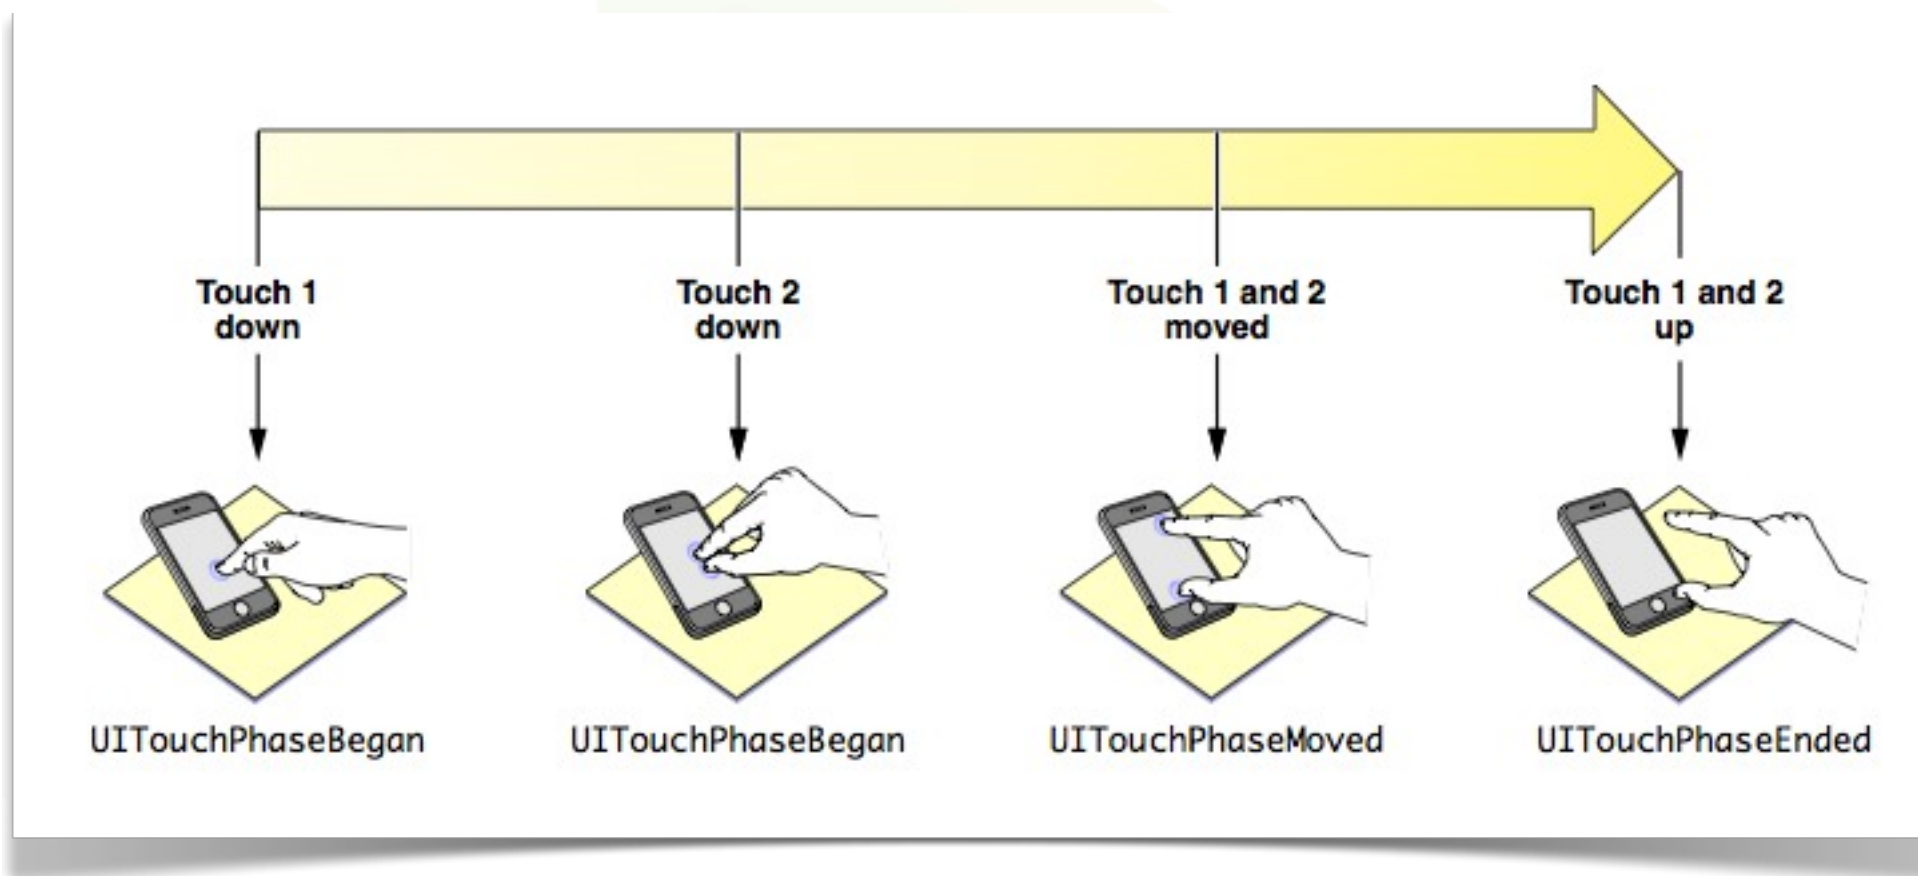 Touch 1
down
Touch 2
down
Touch 1 and 2
moved
Touch 1 and 2
up
UITouchPhaseBegan
UITouchPhaseBegan
UITouchPhaseMoved
UITouchPhaseEnded